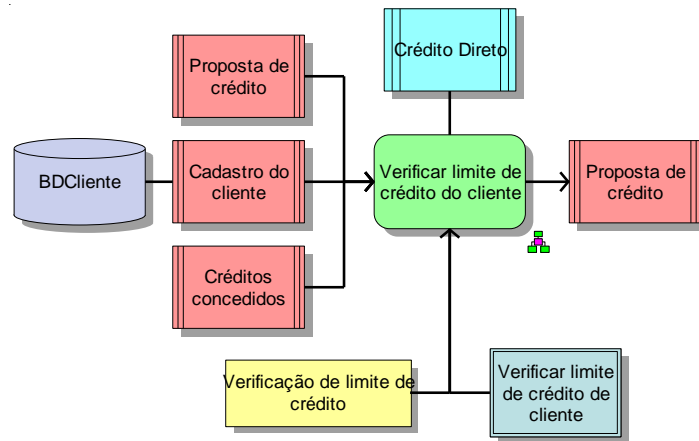 Crédito Direto
Proposta de
crédito
BDCliente
Cadastro do
cliente
Verificar limite de
crédito do cliente
Proposta de
crédito
Créditos
concedidos
Verificação de limite de
crédito
Verificar limite
de crédito de
cliente